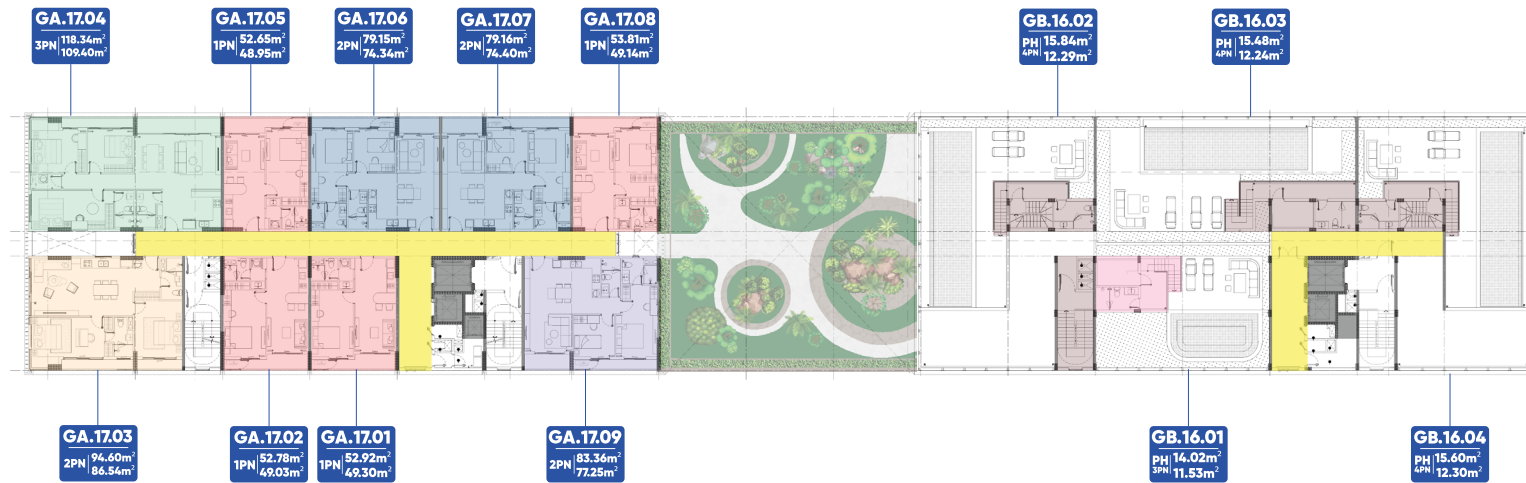 GA.17.04
3PN 118.34m²
109.40m²
GA.17.05
1PN 52.65m²
48.95m²
GA.17.06
2PN 79.15m²
74.34m²
GA.17.07
2PN 79.16m²
74.40m²
GA.17.08
1PN 53.81m²
49.14m²
GB.16.02
PH 15.84m²
4PN 12.29m²
GB.16.03
PH 15.48m²
4PN 12.24m²
GA.17.03
2PN 94.60m²
86.54m²
GA.17.02
1PN 52.78m²
49.03m²
GA.17.01
1PN 52.92m²
49.30m²
GA.17.09
2PN 83.36m²
77.25m²
GB.16.01
PH 14.02m²
3PN 11.53m²
GB.16.04
PH 15.60m²
4PN 12.30m²